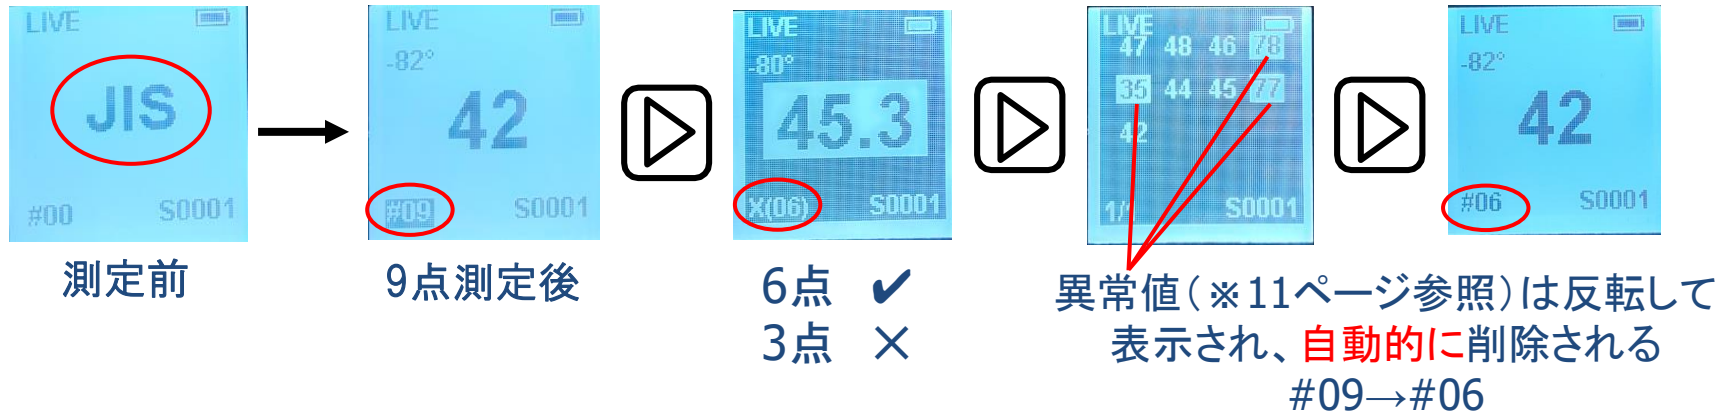 LIVE
JIS
#00 S0001
測定前
LIVE
-82°
42
#09 S0001
9点測定後
LIVE
-80°
45.3
X(06) S0001
6点 ✔
3点 ×
LIVE
47 48 46 78
35 44 45 77
42
1/1 S0001
LIVE
-82°
42
#06 S0001
異常値(※11ページ参照)は反転して
表示され、自動的に削除される
#09→#06